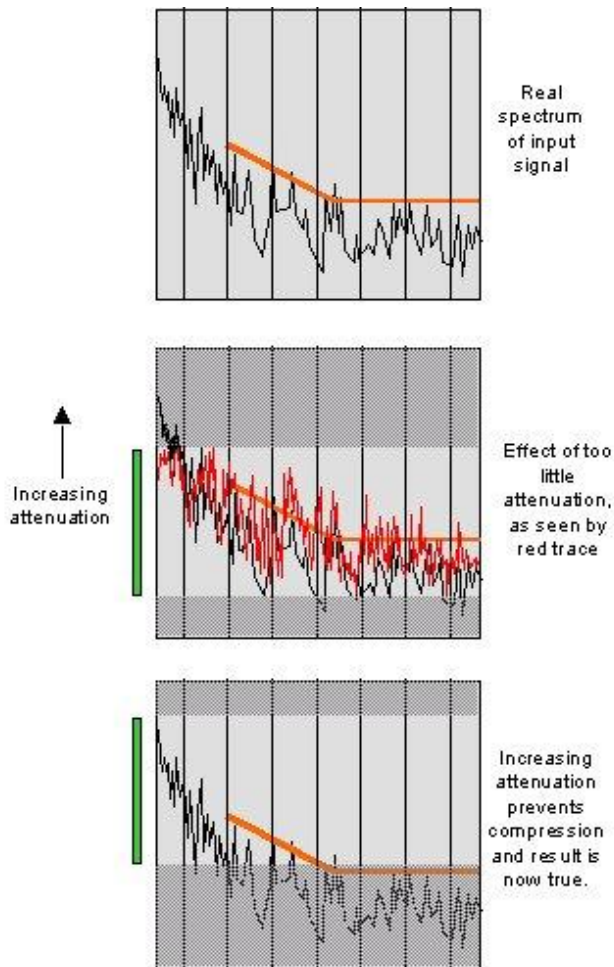 Real
spectrum
of input
signal
Increasing
attenuation
Effect of too
little
attenuation,
as seen by
red trace
Increasing
attenuation
prevents
compression
and result is
now true.